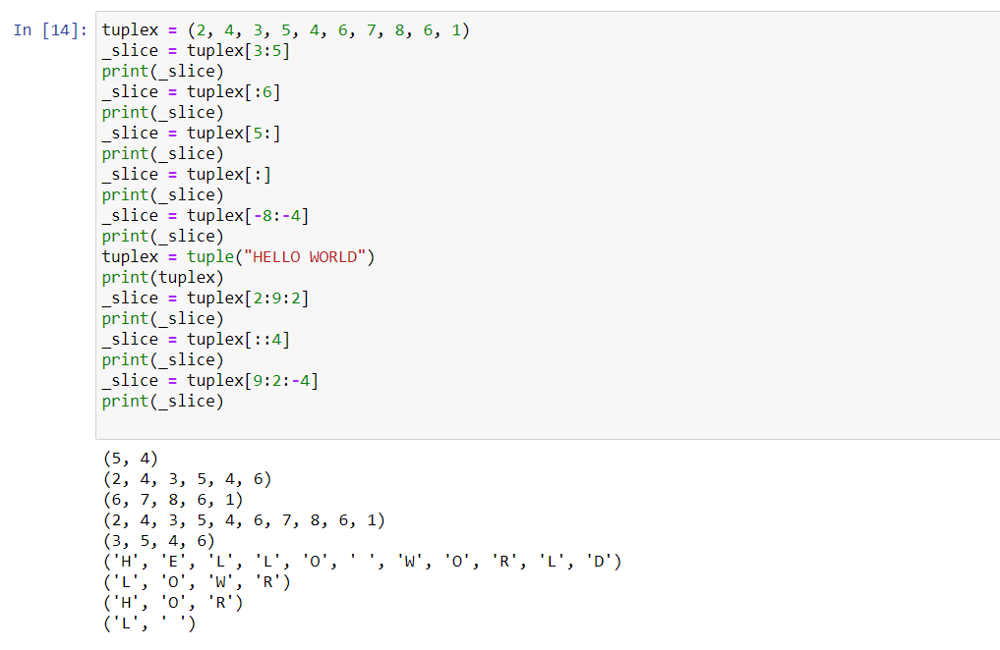 In [14]: tuplex = (2, 4, 3, 5, 4, 6, 7, 8, 6, 1)
_slice = tuplex[3:5]
print(_slice)
_slice = tuplex[:6]
print(_slice)
_slice = tuplex[5:]
print(_slice)
_slice = tuplex[:]
print(_slice)
_slice = tuplex[-8:-4]
print(_slice)
tuplex = tuple("HELLO WORLD")
print(tuplex)
_slice = tuplex[2:9:2]
print(_slice)
_slice = tuplex[::4]
print(_slice)
_slice = tuplex[9:2:-4]
print(_slice)
(5, 4)
(2, 4, 3, 5, 4, 6)
(6, 7, 8, 6, 1)
(2, 4, 3, 5, 4, 6, 7, 8, 6, 1)
(3, 5, 4, 6)
('H', 'E', 'L', 'L', 'O', ' ', 'W', 'O', 'R', 'L', 'D')
('L', 'O', 'W', 'R')
('H', 'O', 'R')
('L', ' ')